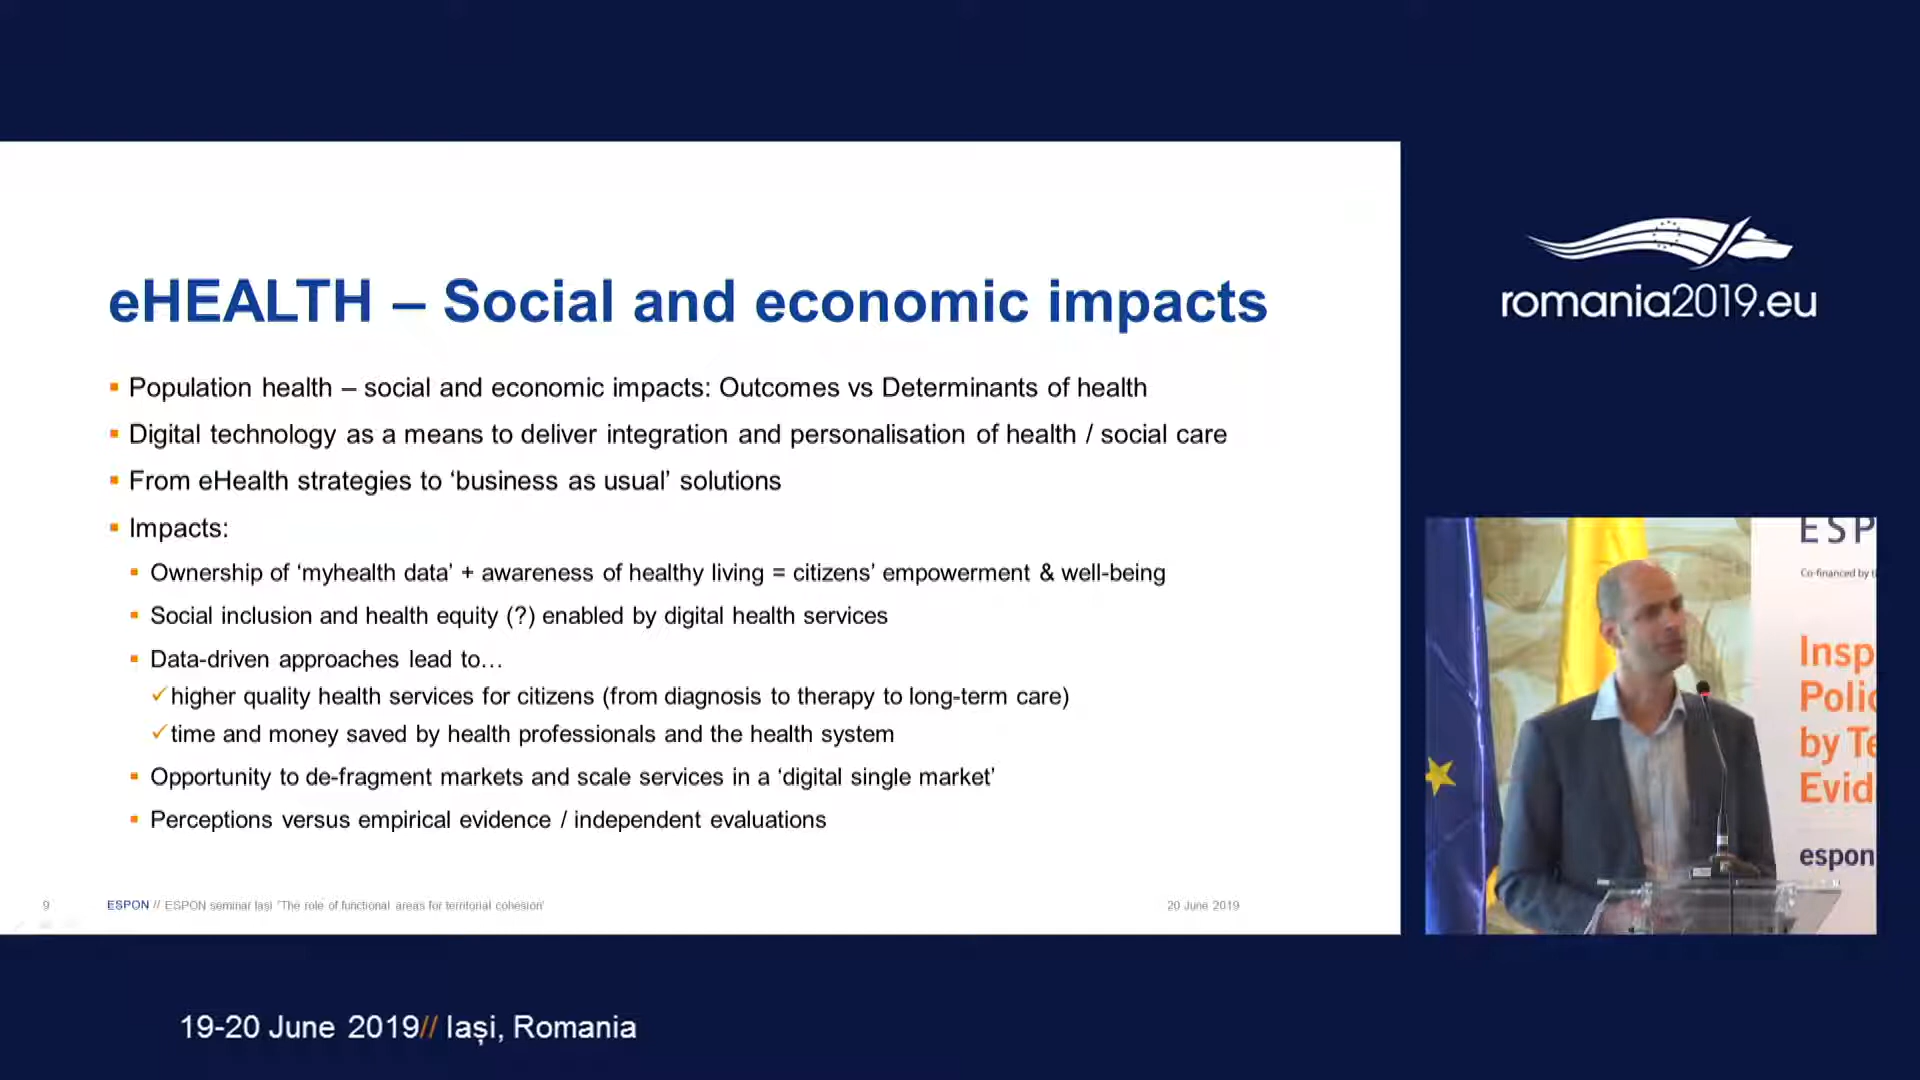 eHEALTH – Social and economic impacts
Population health – social and economic impacts: Outcomes vs Determinants of health
Digital technology as a means to deliver integration and personalisation of health / social care
From eHealth strategies to ‘business as usual’ solutions
Impacts:
Ownership of ‘myhealth data’ + awareness of healthy living = citizens’ empowerment & well-being
Social inclusion and health equity (?) enabled by digital health services
Data-driven approaches lead to…
higher quality health services for citizens (from diagnosis to therapy to long-term care)
time and money saved by health professionals and the health system
Opportunity to de-fragment markets and scale services in a ‘digital single market’
Perceptions versus empirical evidence / independent evaluations
9
ESPON // ESPON seminar Iași ‘The role of functional areas for territorial cohesion’
20 June 2019
romania2019.eu
ESP
Co-financed by t
Insp
Polic
by Te
Evid
espon
19-20 June 2019// Iași, Romania